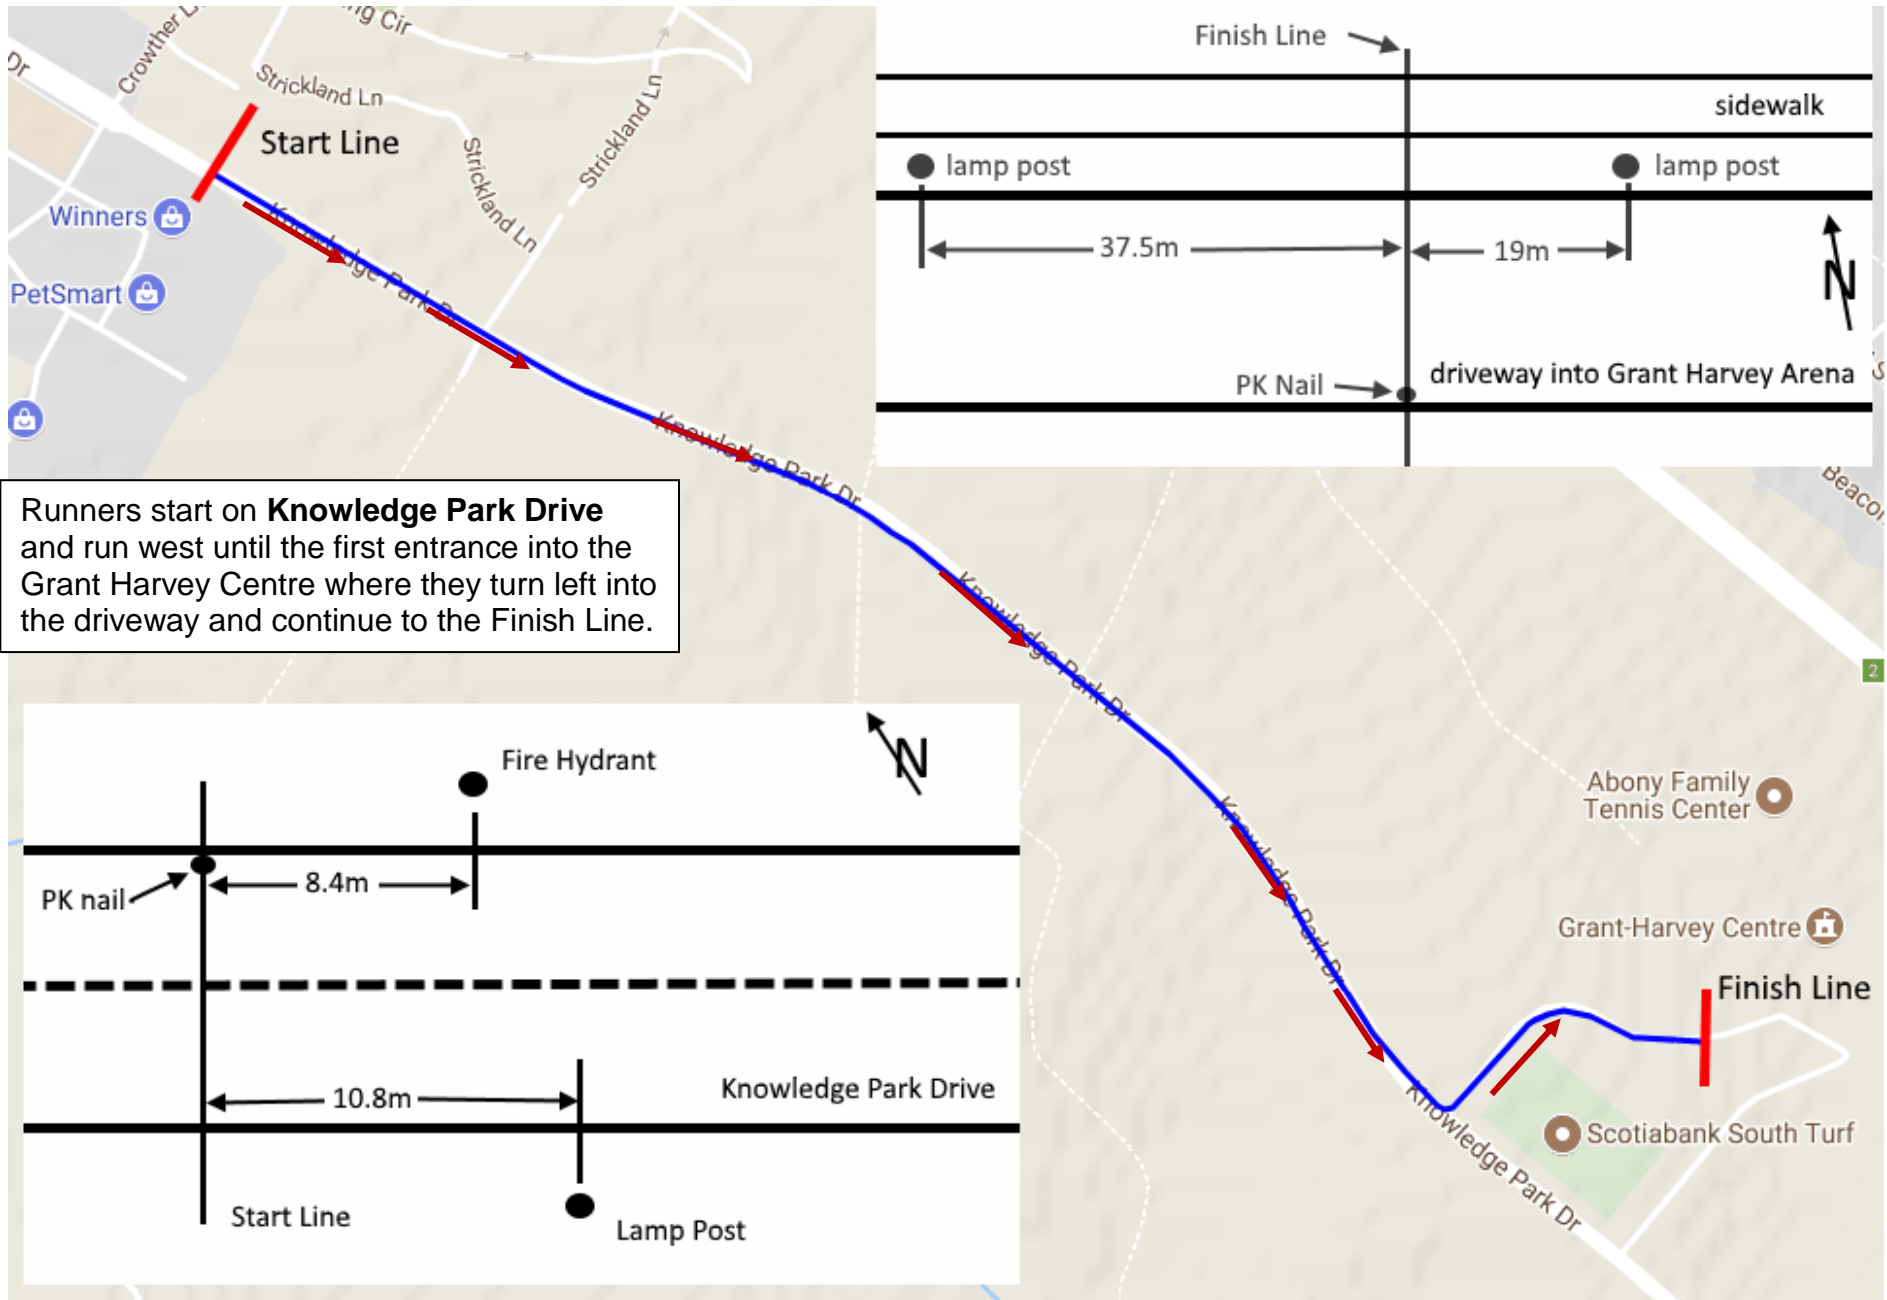 Dr
Crowther Ln
ng Cir
Strickland Ln
Start Line
Strickland Ln
Strickland Ln
Winners
PetSmart
Knowledge Park Dr
Knowledge Park Dr
Finish Line
sidewalk
lamp post
lamp post
37.5m
19m
N
PK Nail
driveway into Grant Harvey Arena
Beacon
2
Runners start on Knowledge Park Drive
and run west until the first entrance into the
Grant Harvey Centre where they turn left into
the driveway and continue to the Finish Line.
Knowledge Park Dr
Knowledge Park Dr
Abony Family
Tennis Center
Grant-Harvey Centre
Finish Line
Knowledge Park Dr
Scotiabank South Turf
Fire Hydrant
N
PK nail
8.4m
10.8m
Knowledge Park Drive
Start Line
Lamp Post